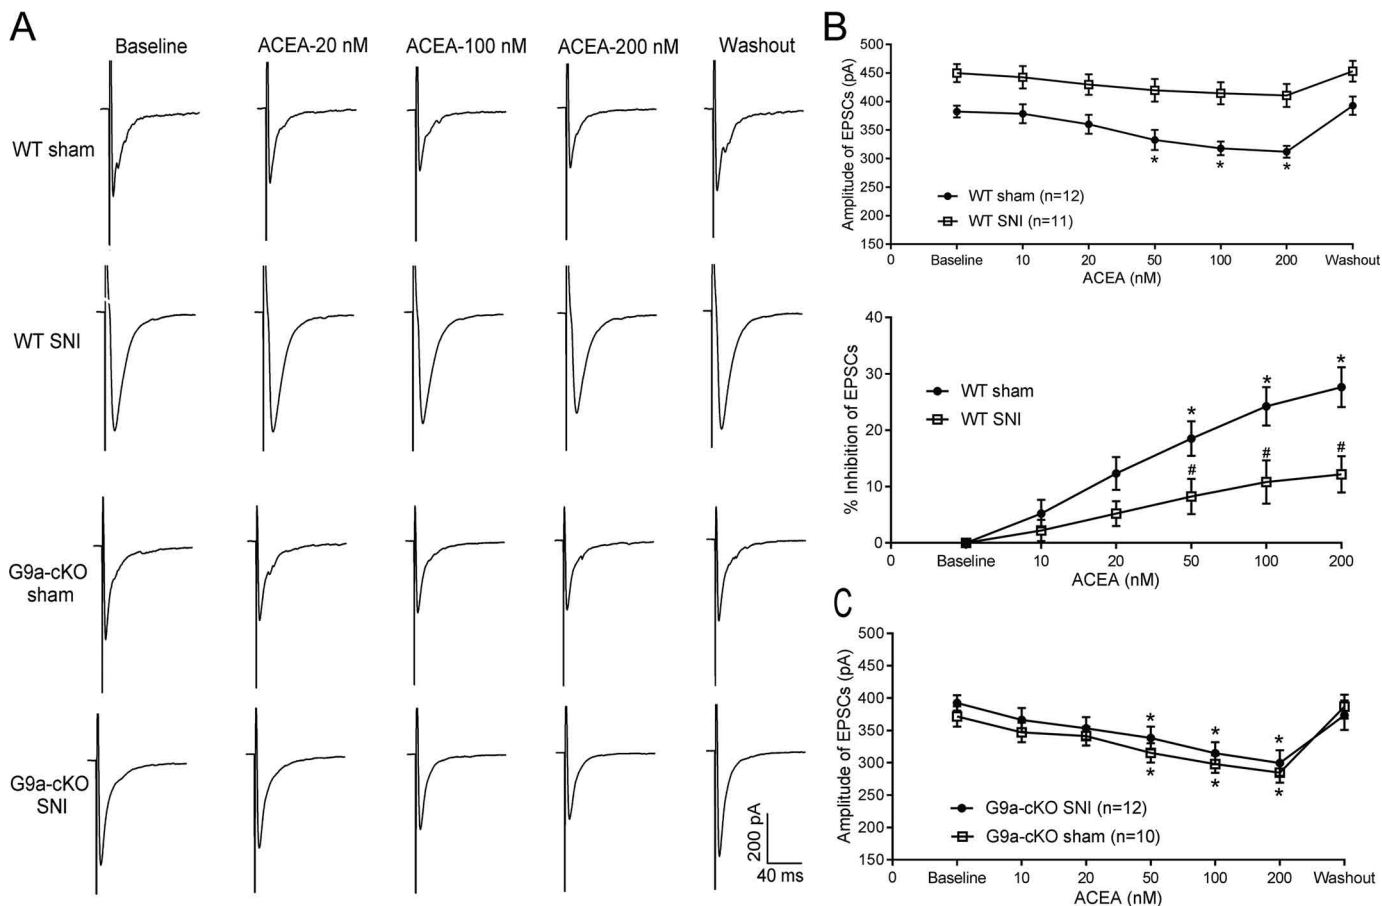 A
Baseline
ACEA-20 nM
ACEA-100 nM
ACEA-200 nM
Washout
WT sham
WT SNI
G9a-cKO
sham
G9a-cKO
SNI
200 pA
40 ms
B
Amplitude of EPSCs (pA)
500
450
400
350
300
250
200
150
* * *
WT sham (n=12)
WT SNI (n=11)
0 Baseline 10 20 50 100 200 Washout
ACEA (nM)
% Inhibition of EPSCs
40
30
20
10
0
* * *
# # #
WT sham
WT SNI
Baseline 10 20 50 100 200
ACEA (nM)
C
Amplitude of EPSCs (pA)
500
450
400
350
300
250
200
150
* * *
* * *
G9a-cKO SNI (n=12)
G9a-cKO sham (n=10)
0 Baseline 10 20 50 100 200 Washout
ACEA (nM)